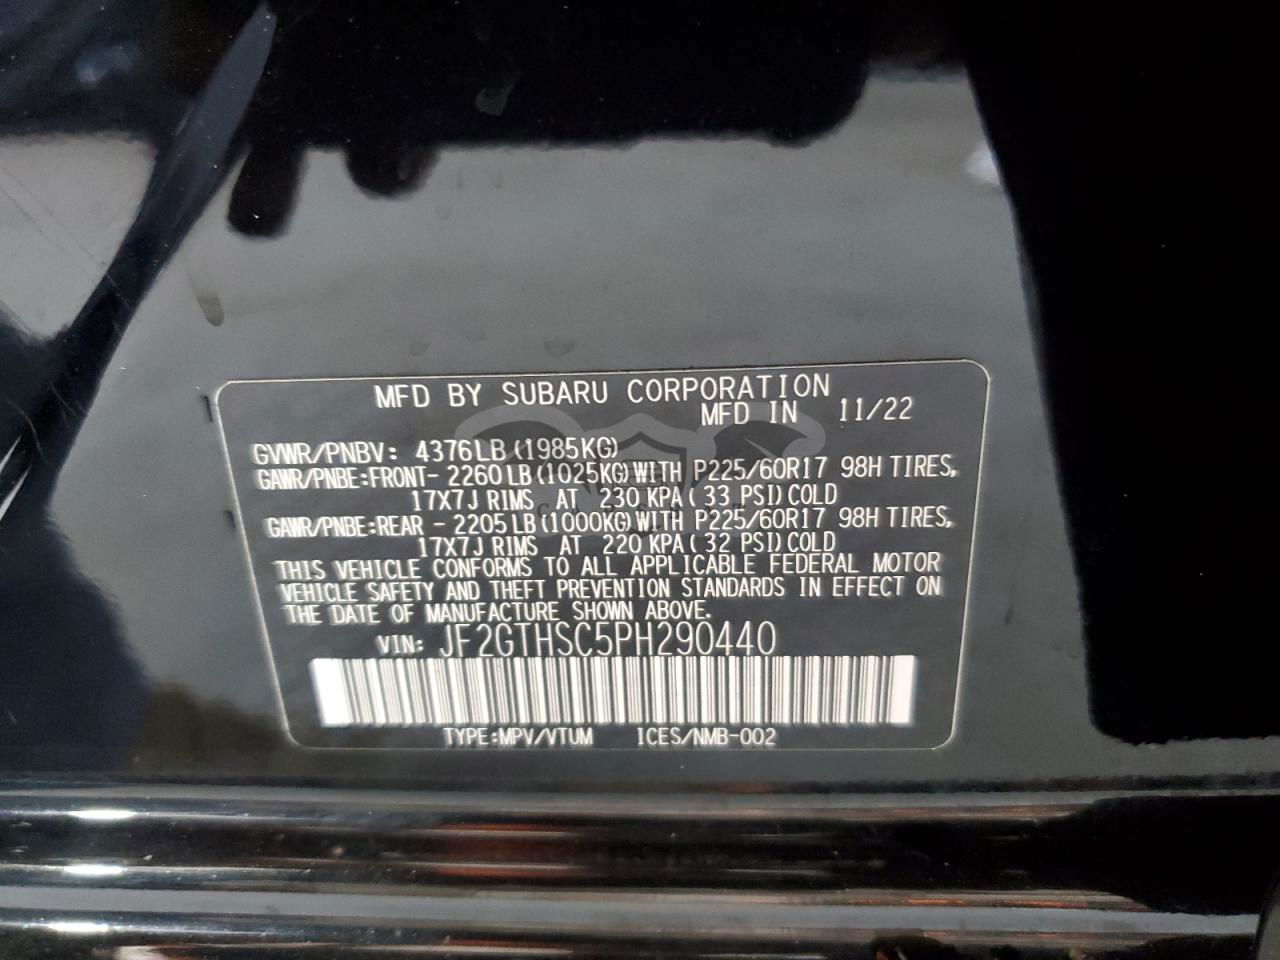 MFD BY SUBARU CORPORATION
MFD IN 11/22
GVWR/PNBV: 4376LB(1985KG)
GAWR/PNBE:FRONT- 2260LB(1025KG)WITH P225/60R17 98H TIRES,
17X7J RIMS AT 230 KPA(33 PSI)COLD
GAWR/PNBE:REAR - 2205LB(1000KG)WITH P225/60R17 98H TIRES,
17X7J RIMS AT 220 KPA(32 PSI)COLD
THIS VEHICLE CONFORMS TO ALL APPLICABLE FEDERAL MOTOR
VEHICLE SAFETY AND THEFT PREVENTION STANDARDS IN EFFECT ON
THE DATE OF MANUFACTURE SHOWN ABOVE.
VIN: JF2GTHSC5PH290440
TYPE:MPV/VTUM ICES/NMB-002